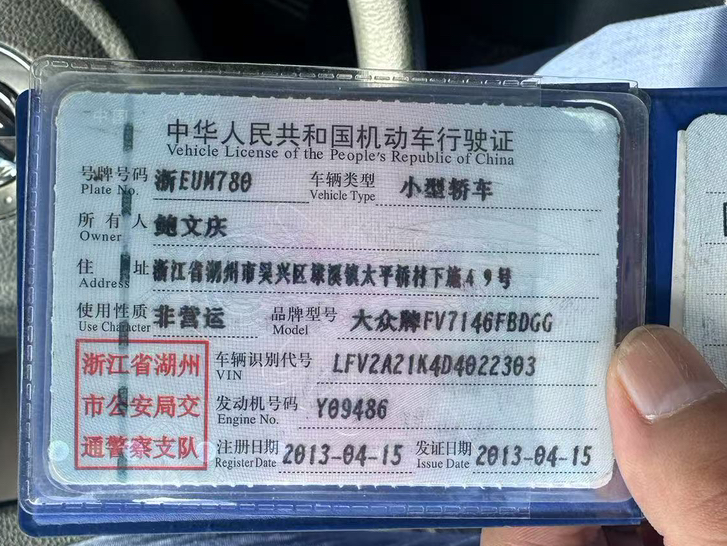 中华人民共和国机动车行驶证
Vehicle License of the People's Republic of China
号牌号码 浙EUM780 车辆类型 小型轿车
Plate No. Vehicle Type
所有人 鲍文庆
Owner
住址 浙江省湖州市吴兴区埭溪镇太平桥村下施49号
Address
使用性质 非营运 品牌型号 大众牌FV7146FBDGG
Use Character Model
浙江省湖州 车辆识别代号 LFV2A21K4D4022303
VIN
市公安局交 发动机号码 Y09486
Engine No.
通警察支队 注册日期 2013-04-15 发证日期 2013-04-15
Register Date Issue Date